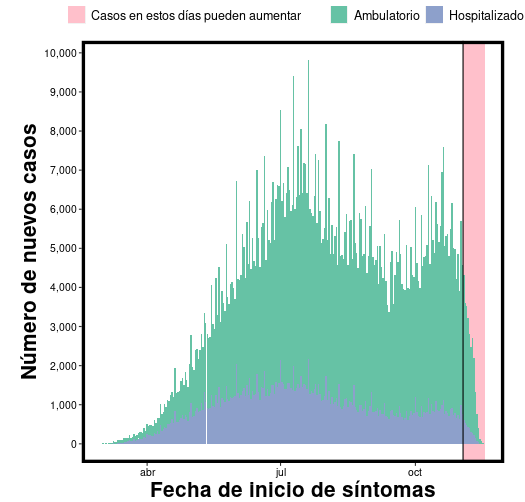 Casos en estos días pueden aumentar Ambulatorio Hospitalizado
10,000
9,000
8,000
7,000
6,000
5,000
4,000
3,000
2,000
1,000
0
Número de nuevos casos
abr jul oct
Fecha de inicio de síntomas